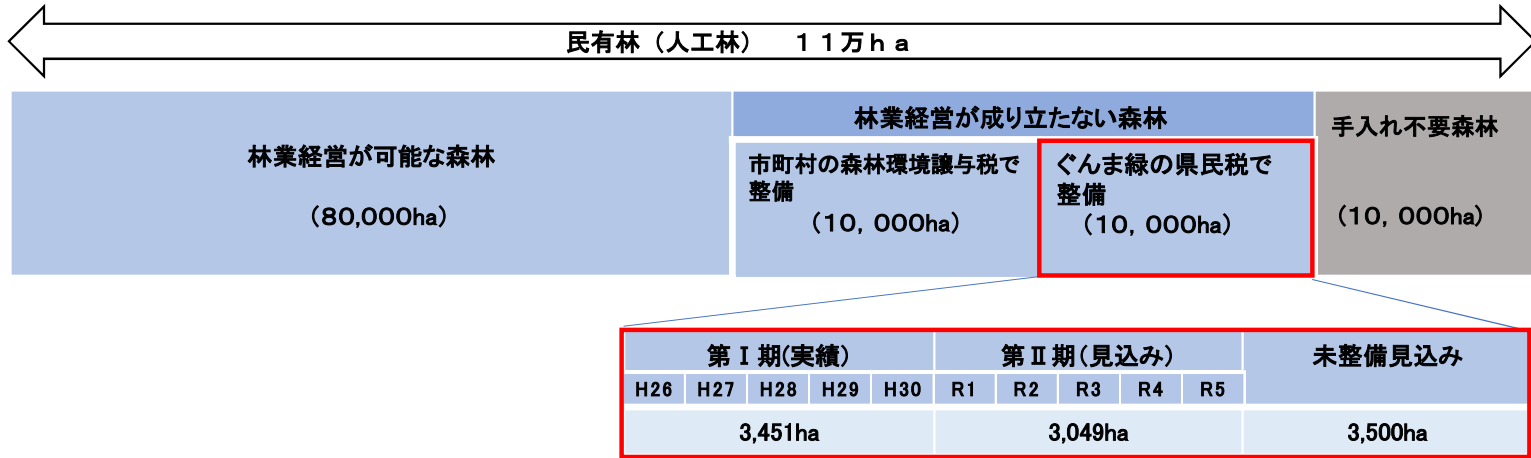 民有林（人工林）　１１万ｈａ
林業経営が可能な森林
（80,000ha）
林業経営が成り立たない森林
市町村の森林環境譲与税で
整備
（１０，０００ha）
ぐんま緑の県民税で
整備
（１０，０００ha）
手入れ不要森林
（１０，０００ha）
第Ⅰ期(実績)
第Ⅱ期(見込み)
未整備見込み
H26 H27 H28 H29 H30 R1 R2 R3 R4 R5
3,451ha
3,049ha
3,500ha